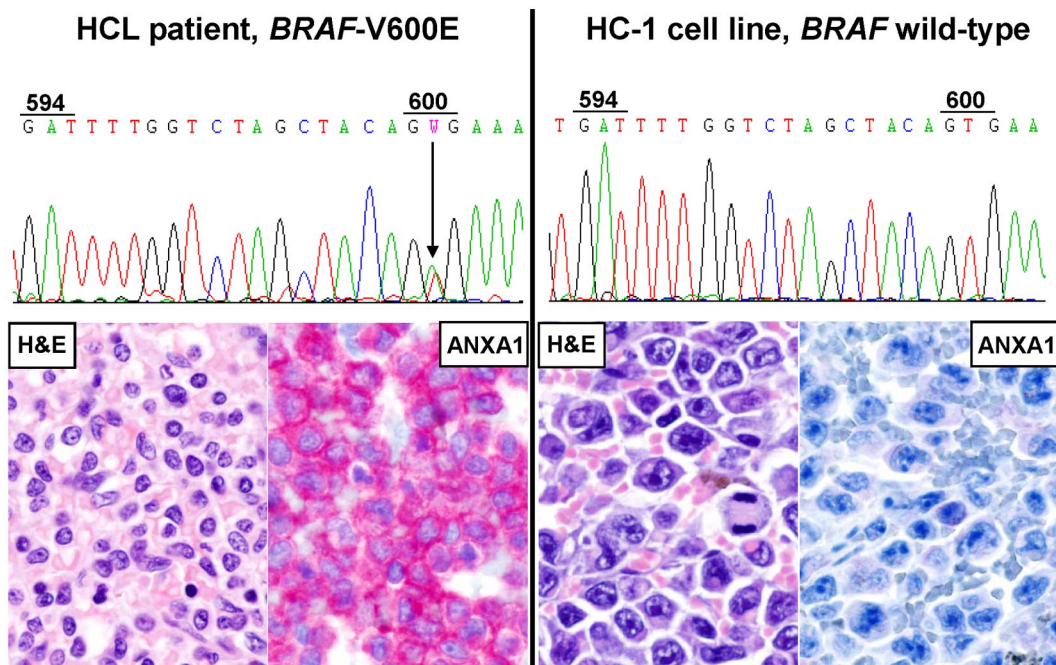 HCL patient, BRAF-V600E
594 600
G A T T T T G G T C T A G C T A C A G W G A A A
H&E
ANXA1
HC-1 cell line, BRAF wild-type
594 600
T G A T T T T G G T C T A G C T A C A G T G A A
H&E
ANXA1